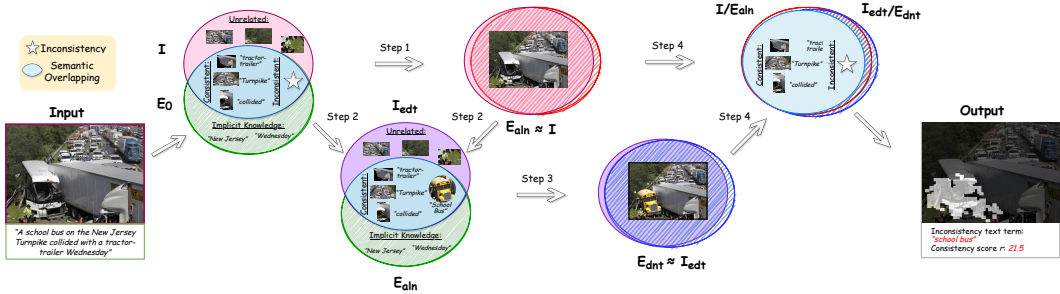 Inconsistency
Semantic
Overlapping
Input
"A school bus on the New Jersey
Turnpike collided with a tractor-
trailer Wednesday"
I
E0
Unrelated:
Consistent:
"tractor-
trailer"
"Turnpike"
"collided"
Inconsistent:
Implicit Knowledge:
"New Jersey" "Wednesday"
Step 1
Step 2
Iedt
Step 2
Unrelated:
Consistent:
"tractor-
trailer"
"Turnpike"
"collided"
"School
Bus"
Implicit Knowledge:
"New Jersey" "Wednesday"
Ealn
Ealn ≈ I
Step 3
Ednt ≈ Iedt
Step 4
Step 4
I/Ealn
Iedt/Ednt
Consistent:
"Turnpike"
"collided"
Inconsistent:
Output
Inconsistency text term:
"school bus"
Consistency score r: 21.5